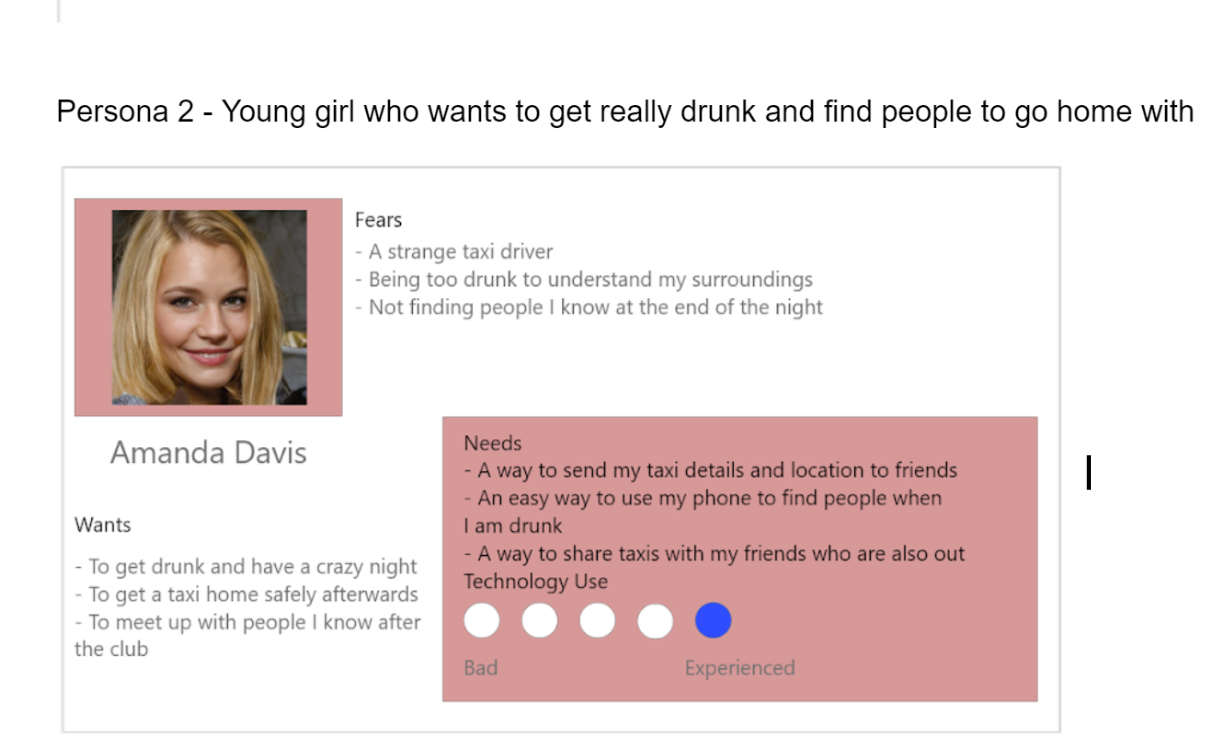 Persona 2 - Young girl who wants to get really drunk and find people to go home with
Fears
- A strange taxi driver
- Being too drunk to understand my surroundings
- Not finding people I know at the end of the night
Amanda Davis
Wants
- To get drunk and have a crazy night
- To get a taxi home safely afterwards
- To meet up with people I know after
the club
Needs
- A way to send my taxi details and location to friends
- An easy way to use my phone to find people when
I am drunk
- A way to share taxis with my friends who are also out
Technology Use
Bad
Experienced